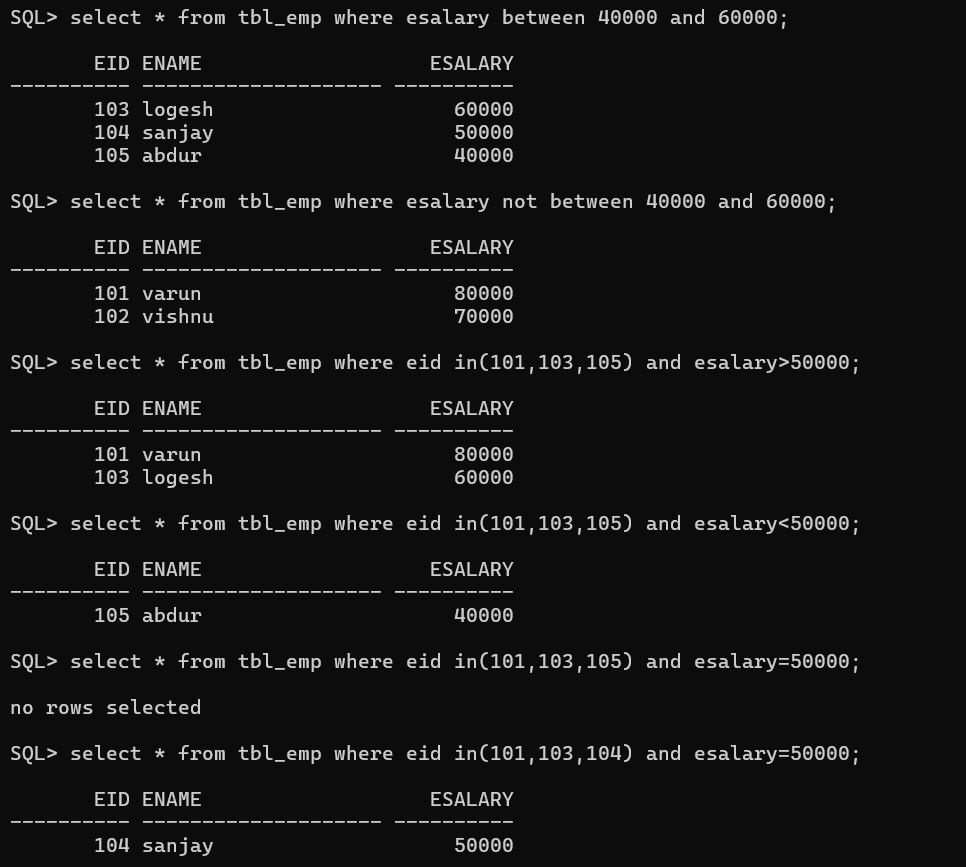 SQL> select * from tbl_emp where esalary between 40000 and 60000;
       EID ENAME                   ESALARY
---------- -------------------- ----------
       103 logesh                    60000
       104 sanjay                    50000
       105 abdur                     40000
SQL> select * from tbl_emp where esalary not between 40000 and 60000;
       EID ENAME                   ESALARY
---------- -------------------- ----------
       101 varun                     80000
       102 vishnu                    70000
SQL> select * from tbl_emp where eid in(101,103,105) and esalary>50000;
       EID ENAME                   ESALARY
---------- -------------------- ----------
       101 varun                     80000
       103 logesh                    60000
SQL> select * from tbl_emp where eid in(101,103,105) and esalary<50000;
       EID ENAME                   ESALARY
---------- -------------------- ----------
       105 abdur                     40000
SQL> select * from tbl_emp where eid in(101,103,105) and esalary=50000;
no rows selected
SQL> select * from tbl_emp where eid in(101,103,104) and esalary=50000;
       EID ENAME                   ESALARY
---------- -------------------- ----------
       104 sanjay                    50000